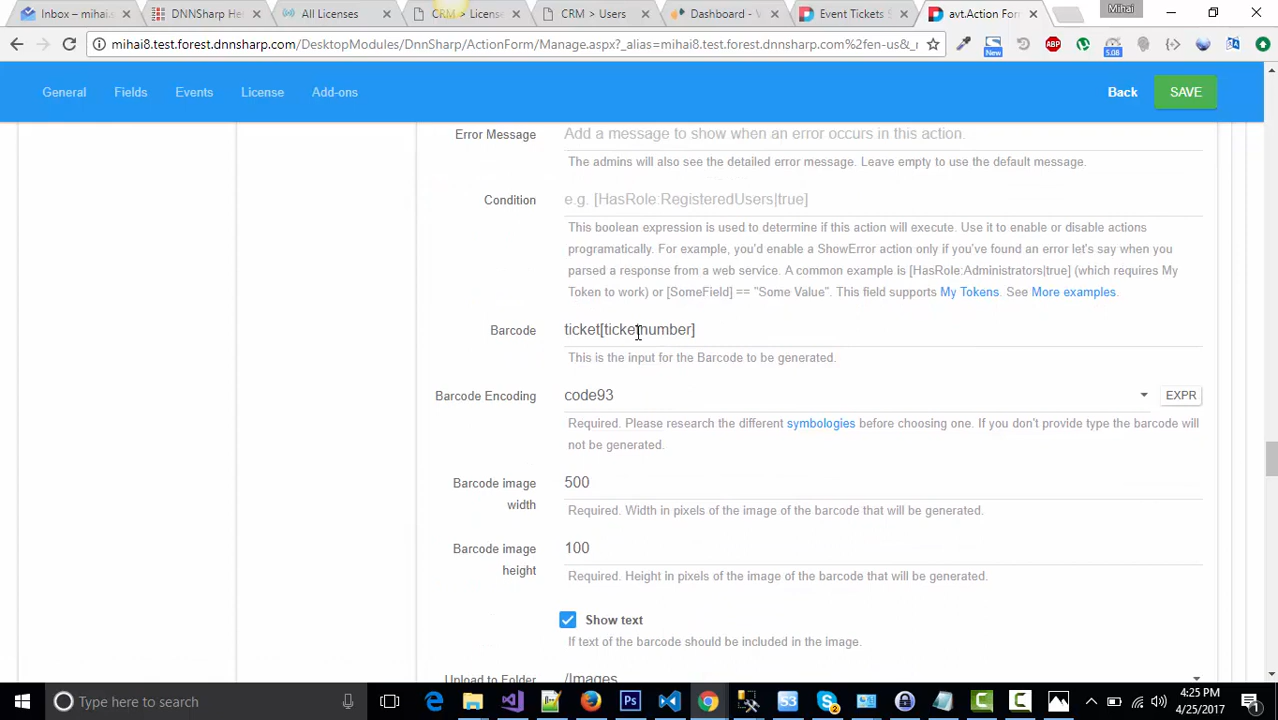 Mihai
Inbox – mihai
DNNSharp He
All Licenses
CRM > License
CRM > Users
Dashboard - V
Event Tickets S
avt.Action For
mihai8.test.forest.dnnsharp.com/DesktopModules/DnnSharp/ActionForm/Manage.aspx?_alias=mihai8.test.forest.dnnsharp.com%2fen-us&_r
New
ABP
5.08
General
Fields
Events
License
Add-ons
Back
SAVE
Error Message
Add a message to show when an error occurs in this action.
The admins will also see the detailed error message. Leave empty to use the default message.
Condition
e.g. [HasRole:RegisteredUsers|true]
This boolean expression is used to determine if this action will execute. Use it to enable or disable actions
programatically. For example, you'd enable a ShowError action only if you've found an error let's say when you
parsed a response from a web service. A common example is [HasRole:Administrators|true] (which requires My
Token to work) or [SomeField] == "Some Value". This field supports My Tokens. See More examples.
Barcode
ticket[ticketnumber]
This is the input for the Barcode to be generated.
Barcode Encoding
code93
EXPR
Required. Please research the different symbologies before choosing one. If you don't provide type the barcode will
not be generated.
Barcode image
width
500
Required. Width in pixels of the image of the barcode that will be generated.
Barcode image
height
100
Required. Height in pixels of the image of the barcode that will be generated.
Show text
If text of the barcode should be included in the image.
Upload to Folder
/Images
Type here to search
4:25 PM
4/25/2017